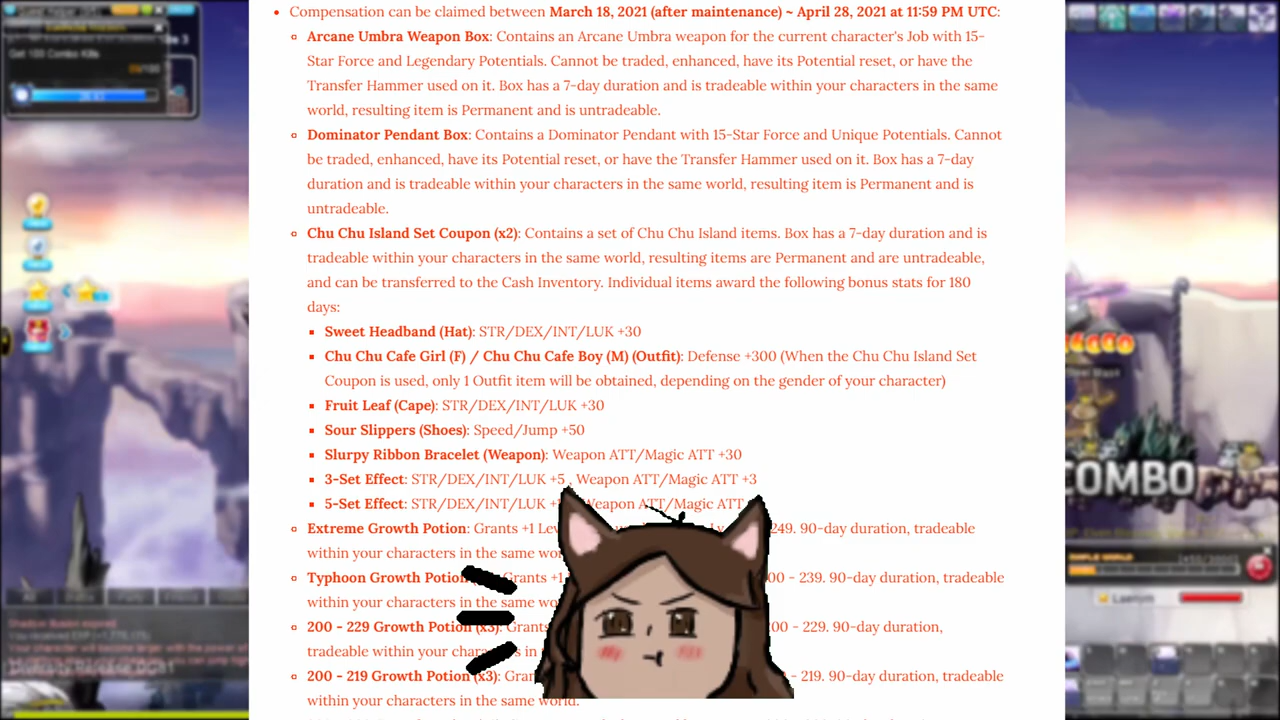 Compensation can be claimed between March 18, 2021 (after maintenance) ~ April 28, 2021 at 11:59 PM UTC:
Arcane Umbra Weapon Box: Contains an Arcane Umbra weapon for the current character's Job with 15-
Star Force and Legendary Potentials. Cannot be traded, enhanced, have its Potential reset, or have the
Transfer Hammer used on it. Box has a 7-day duration and is tradeable within your characters in the same
world, resulting item is Permanent and is untradeable.
Dominator Pendant Box: Contains a Dominator Pendant with 15-Star Force and Unique Potentials. Cannot
be traded, enhanced, have its Potential reset, or have the Transfer Hammer used on it. Box has a 7-day
duration and is tradeable within your characters in the same world, resulting item is Permanent and is
untradeable.
Chu Chu Island Set Coupon (x2): Contains a set of Chu Chu Island items. Box has a 7-day duration and is
tradeable within your characters in the same world, resulting items are Permanent and are untradeable,
and can be transferred to the Cash Inventory. Individual items award the following bonus stats for 180
days:
Sweet Headband (Hat): STR/DEX/INT/LUK +30
Chu Chu Cafe Girl (F) / Chu Chu Cafe Boy (M) (Outfit): Defense +300 (When the Chu Chu Island Set
Coupon is used, only 1 Outfit item will be obtained, depending on the gender of your character)
Fruit Leaf (Cape): STR/DEX/INT/LUK +30
Sour Slippers (Shoes): Speed/Jump +50
Slurpy Ribbon Bracelet (Weapon): Weapon ATT/Magic ATT +30
3-Set Effect: STR/DEX/INT/LUK +5 , Weapon ATT/Magic ATT +3
5-Set Effect: STR/DEX/INT/LUK Weapon ATT/Magic ATT
Extreme Growth Potion: Grants +1 249. 90-day duration, tradeable
within your characters in the same
Typhoon Growth Potion Grants +1 - 239. 90-day duration, tradeable
within your characters in the same
200 - 229 Growth Potion (x3): Grants - 229. 90-day duration,
tradeable within your characters in
200 - 219 Growth Potion (x3): - 219. 90-day duration, tradeable
within your characters in the same world.
COMBO